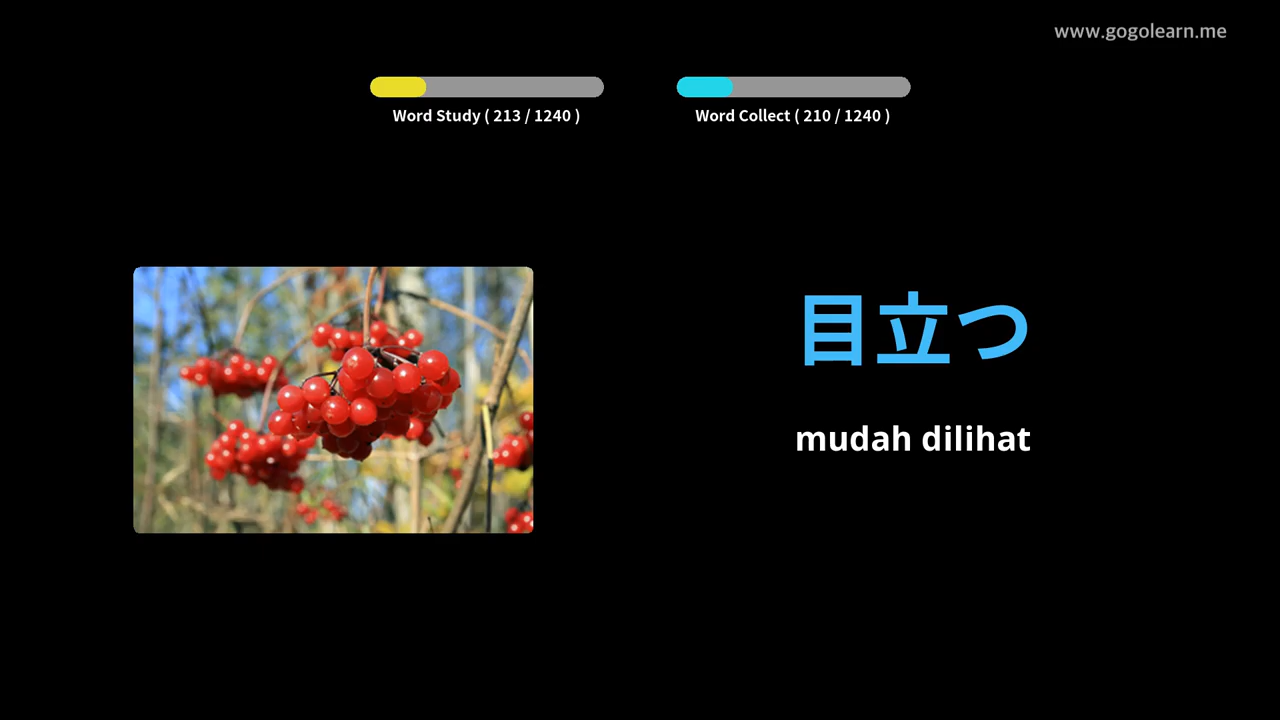 www.gogolearn.me
Word Study ( 213 / 1240 )
Word Collect ( 210 / 1240 )
目立つ
mudah dilihat